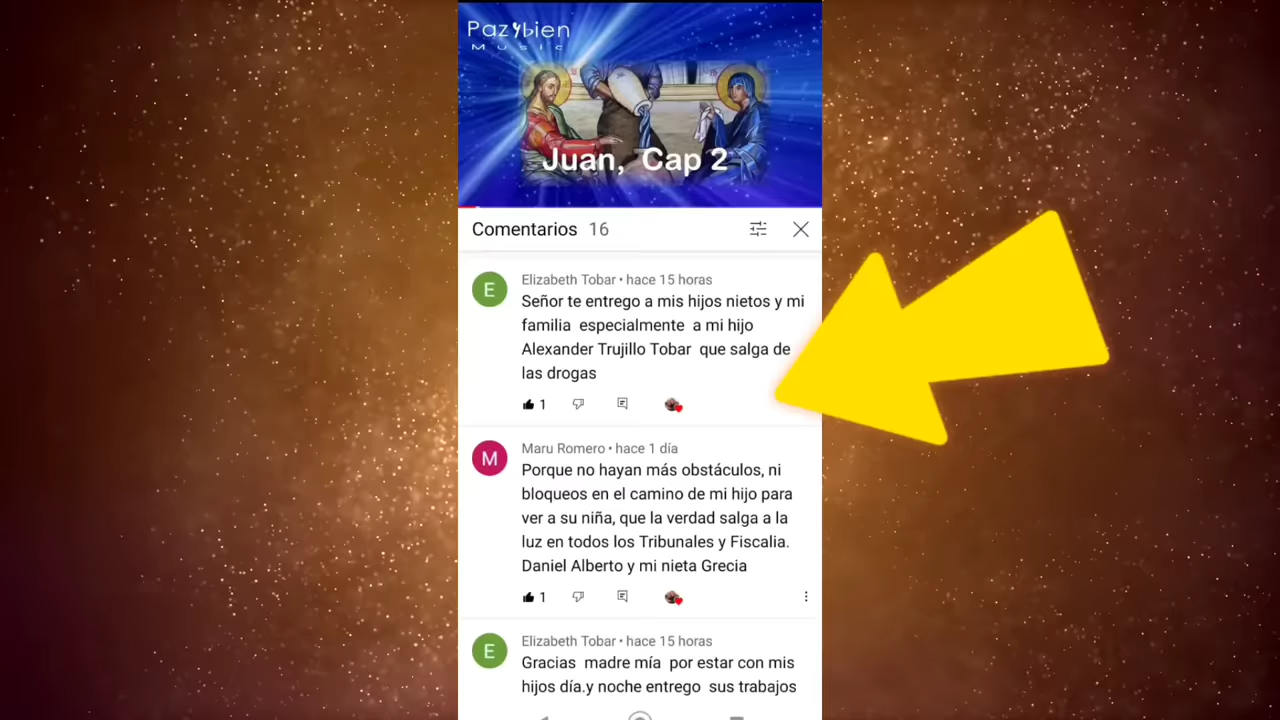 Pazybien
Music
Juan, Cap 2
Comentarios 16
E
Elizabeth Tobar • hace 15 horas
Señor te entrego a mis hijos nietos y mi
familia especialmente a mi hijo
Alexander Trujillo Tobar que salga de
las drogas
1
M
Maru Romero • hace 1 día
Porque no hayan más obstáculos, ni
bloqueos en el camino de mi hijo para
ver a su niña, que la verdad salga a la
luz en todos los Tribunales y Fiscalia.
Daniel Alberto y mi nieta Grecia
1
E
Elizabeth Tobar • hace 15 horas
Gracias madre mía por estar con mis
hijos día.y noche entrego sus trabajos